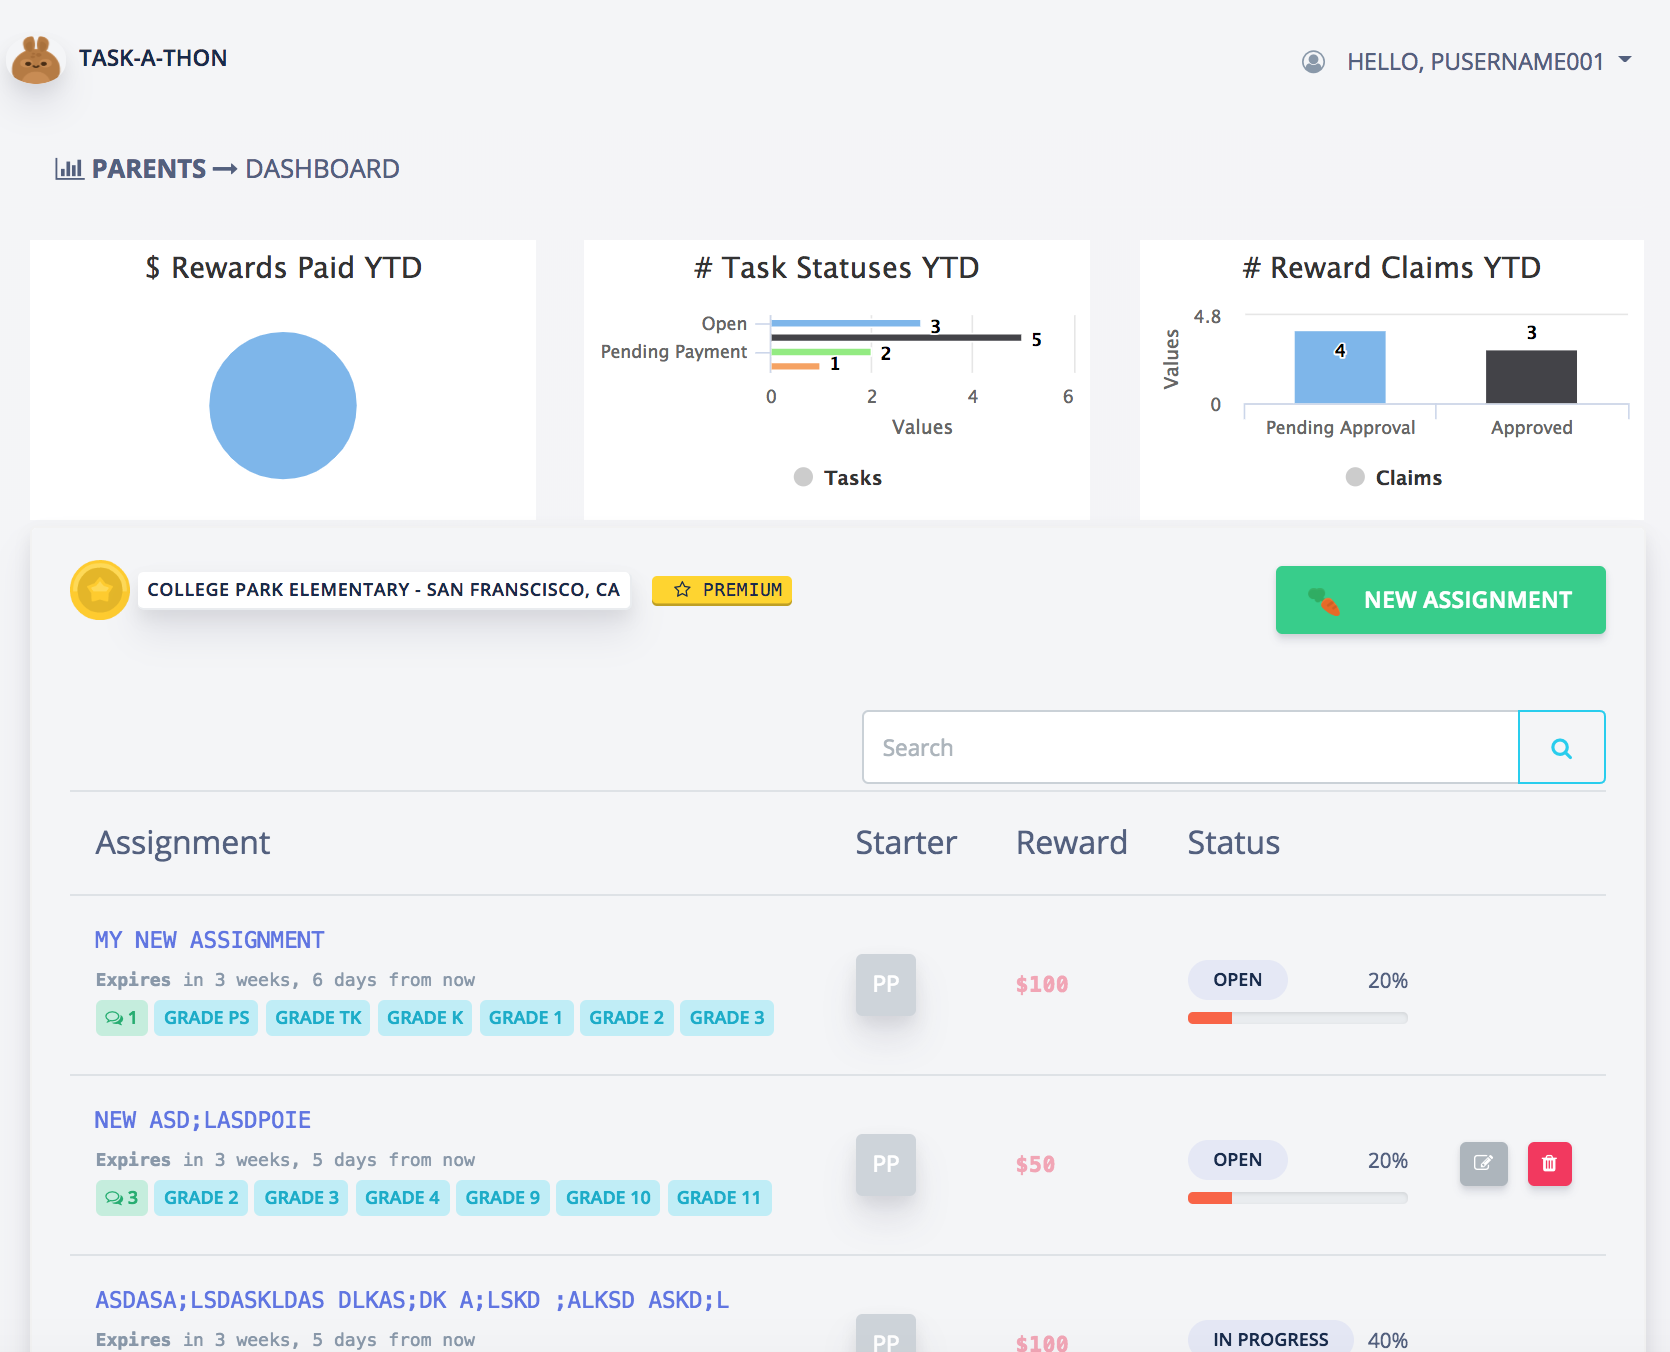 TASK-A-THON
HELLO, PUSERNAME001
PARENTS → DASHBOARD
$ Rewards Paid YTD
# Task Statuses YTD
Open
3
5
Pending Payment
2
1
0 2 4 6
Values
Tasks
# Reward Claims YTD
4.8
Values
4
3
0
Pending Approval Approved
Claims
COLLEGE PARK ELEMENTARY - SAN FRANSCISCO, CA
PREMIUM
NEW ASSIGNMENT
Search
Assignment Starter Reward Status
MY NEW ASSIGNMENT
Expires in 3 weeks, 6 days from now
1 GRADE PS GRADE TK GRADE K GRADE 1 GRADE 2 GRADE 3
PP
$100
OPEN 20%
NEW ASD;LASDPOIE
Expires in 3 weeks, 5 days from now
3 GRADE 2 GRADE 3 GRADE 4 GRADE 9 GRADE 10 GRADE 11
PP
$50
OPEN 20%
ASDASA;LSDASKLDAS DLKAS;DK A;LSKD ;ALKSD ASKD;L
Expires in 3 weeks, 5 days from now
PP
$100
IN PROGRESS 40%